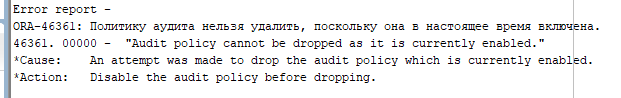 Error report -
ORA-46361: Политику аудита нельзя удалить, поскольку она в настоящее время включена.
46361. 00000 -  "Audit policy cannot be dropped as it is currently enabled."
*Cause:    An attempt was made to drop the audit policy which is currently enabled.
*Action:   Disable the audit policy before dropping.